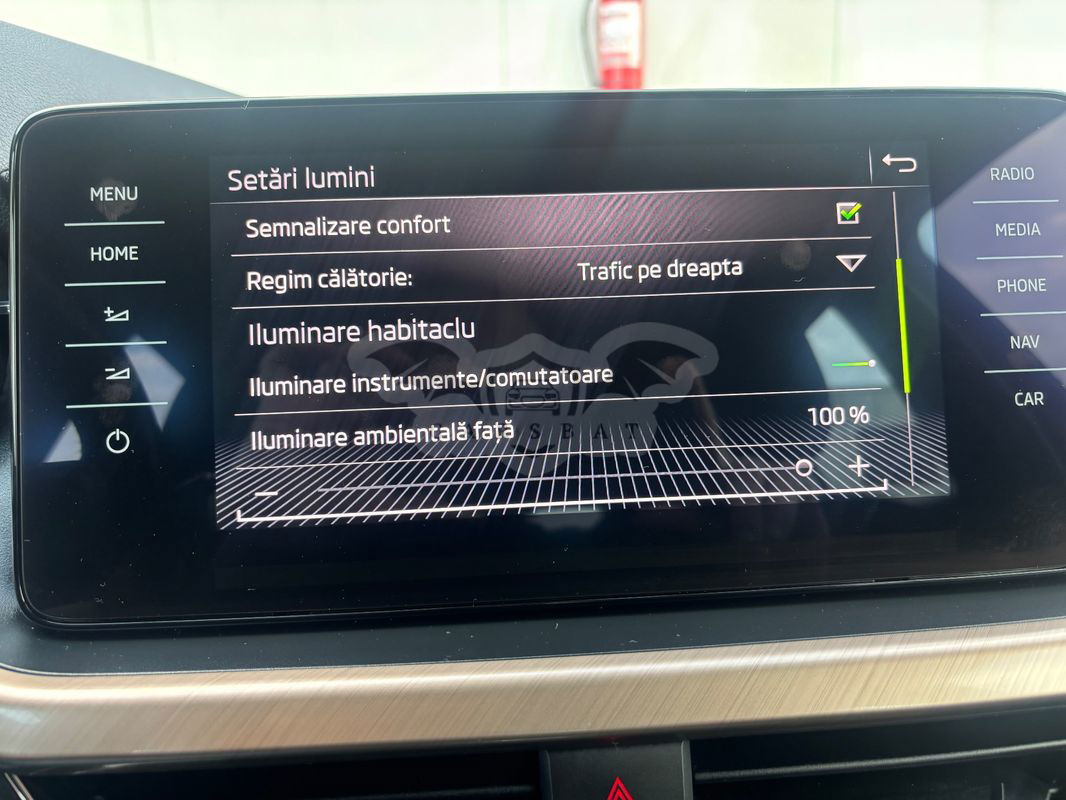 MENU
HOME
Setări lumini
Semnalizare confort
Regim călătorie: Trafic pe dreapta
Iluminare habitaclu
Iluminare instrumente/comutatoare
Iluminare ambientală față 100 %
RADIO
MEDIA
PHONE
NAV
CAR